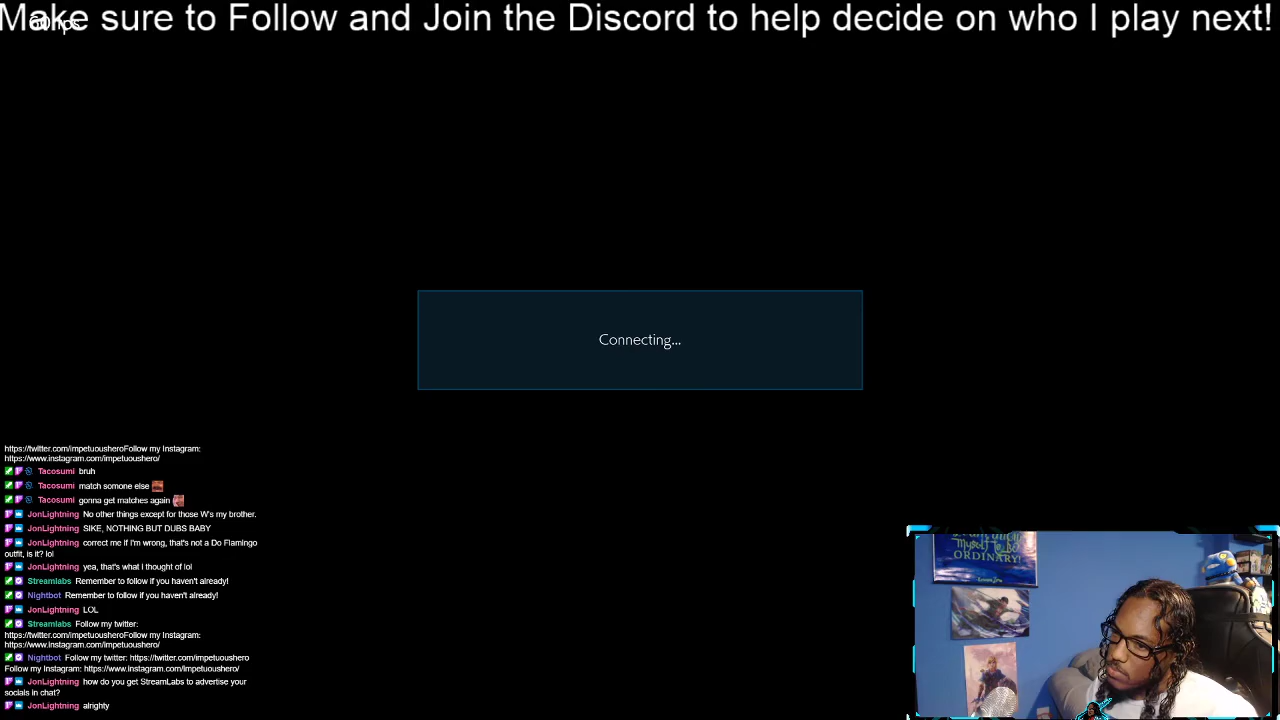 Make sure to Follow and Join the Discord to help decide on who I play next!
Connecting...
https://twitter.com/impetuousheroFollow my Instagram:
https://www.instagram.com/impetuoushero/
Tacosumi bruh
Tacosumi match somone else
Tacosumi gonna get matches again
JonLightning No other things except for those W's my brother.
JonLightning SIKE, NOTHING BUT DUBS BABY
JonLightning correct me if I'm wrong, that's not a Do Flamingo
outfit, is it? lol
JonLightning yea, that's what i thought of lol
Streamlabs Remember to follow if you haven't already!
Nightbot Remember to follow if you haven't already!
JonLightning LOL
Streamlabs Follow my twitter:
https://twitter.com/impetuousheroFollow my Instagram:
https://www.instagram.com/impetuoushero/
Nightbot Follow my twitter: https://twitter.com/impetuoushero
Follow my Instagram: https://www.instagram.com/impetuoushero/
JonLightning how do you get StreamLabs to advertise your
socials in chat?
JonLightning alrighty
Myself to be
ORDINARY!